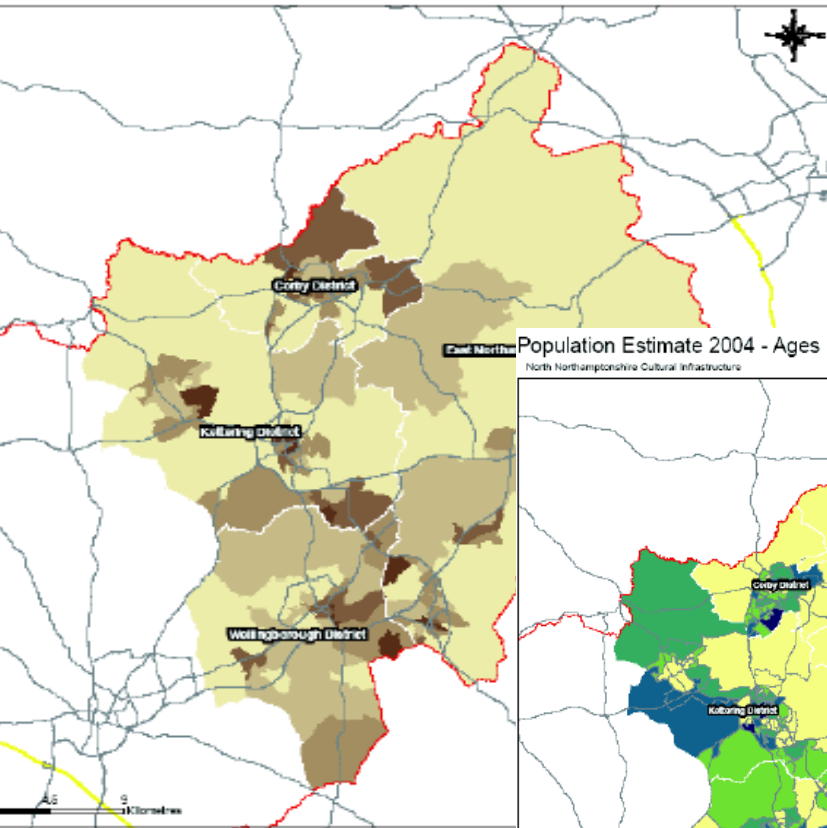 Corby District
East Northa
Population Estimate 2004 - Ages
North Northamptonshire Cultural Infrastructure
Kettering District
Corby District
Wellingborough District
Kettering District
4.5 9
Kilometres